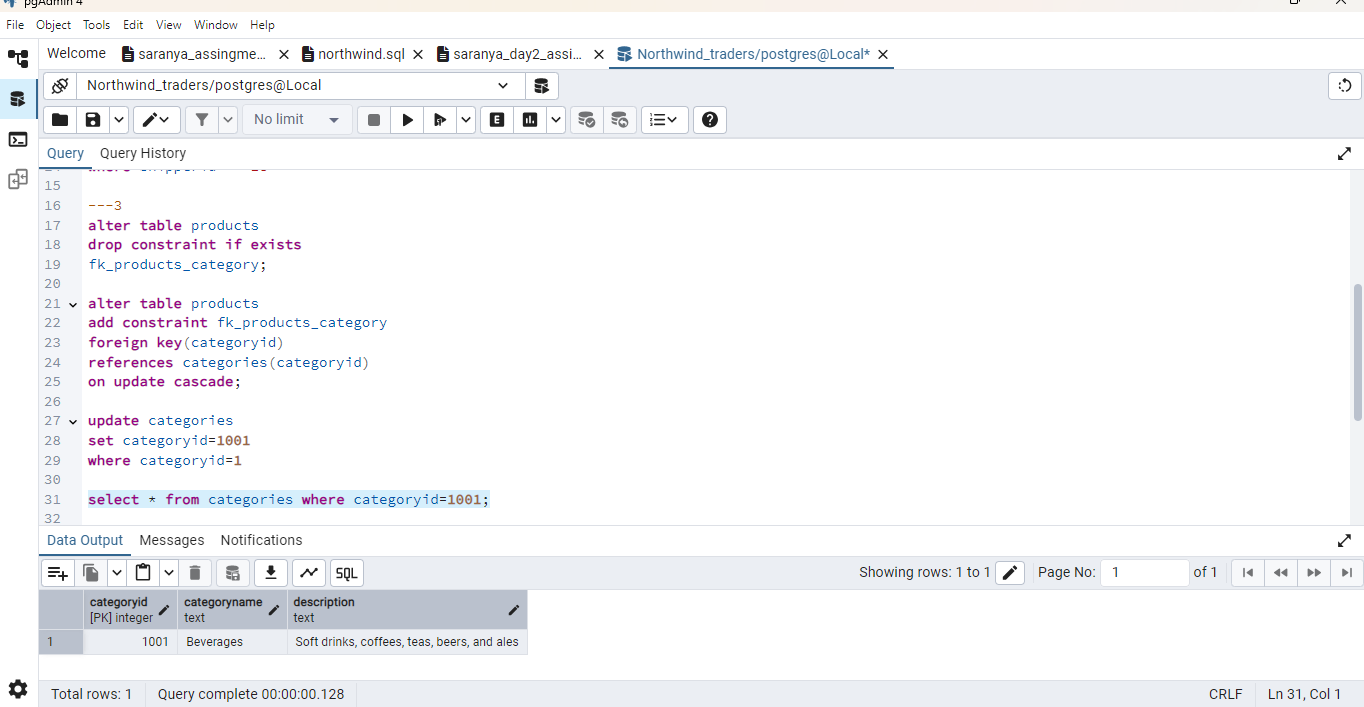 pgAdmin 4
File Object Tools Edit View Window Help
Welcome saranya_assingme... northwind.sql saranya_day2_assi... Northwind_traders/postgres@Local*
Northwind_traders/postgres@Local
No limit
E
Query Query History
15
16 ---3
17 alter table products
18 drop constraint if exists
19 fk_products_category;
20
21 alter table products
22 add constraint fk_products_category
23 foreign key(categoryid)
24 references categories(categoryid)
25 on update cascade;
26
27 update categories
28 set categoryid=1001
29 where categoryid=1
30
31 select * from categories where categoryid=1001;
32
Data Output Messages Notifications
SQL Showing rows: 1 to 1 Page No: 1 of 1
categoryid categoryname description
[PK] integer text text
1 1001 Beverages Soft drinks, coffees, teas, beers, and ales
Total rows: 1 Query complete 00:00:00.128 CRLF Ln 31, Col 1